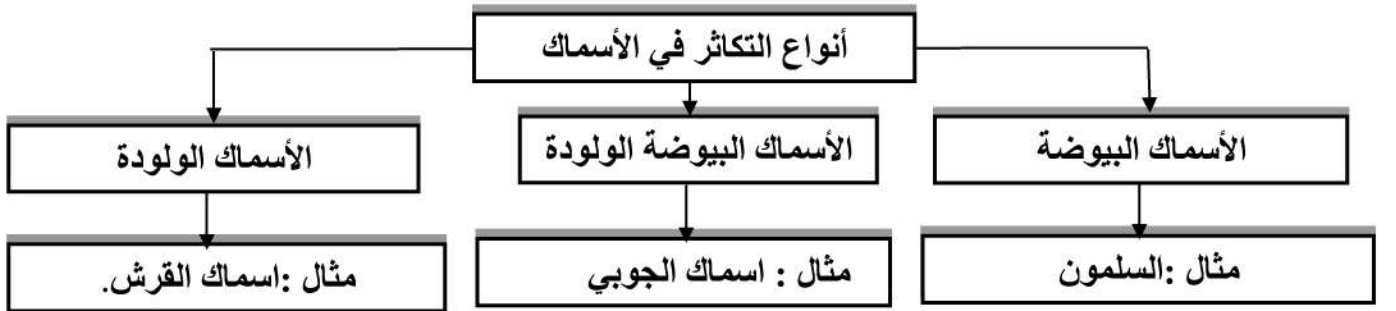 أنواع التكاثر في الأسماك
الأسماك البيوضة
الأسماك البيوضة الولودة
الأسماك الولودة
مثال :السلمون
مثال : اسماك الجوبي
مثال :اسماك القرش.